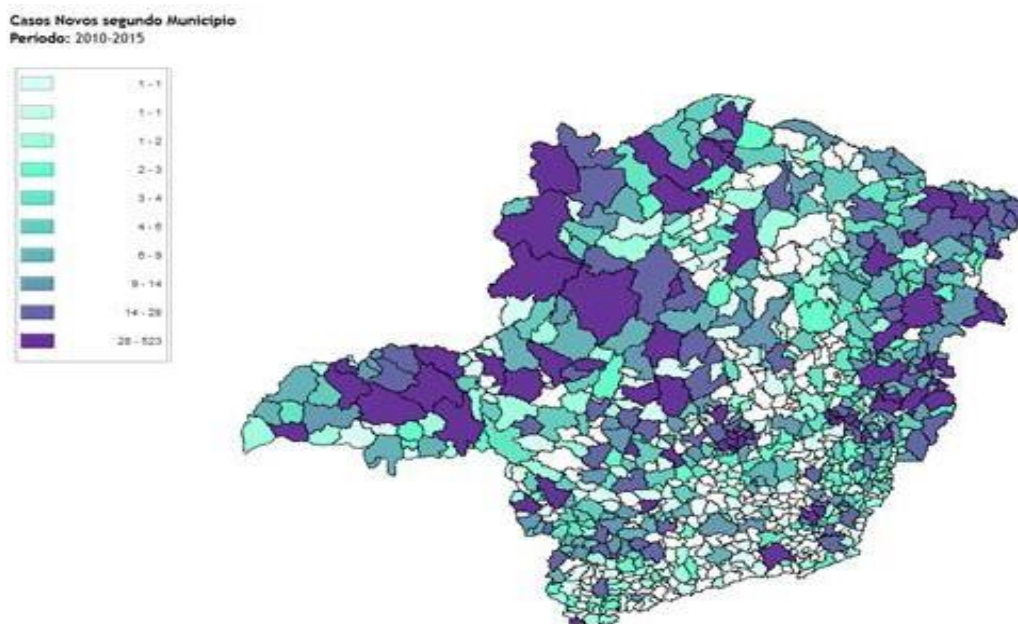 Casos Novos segundo Município
Período: 2010-2015
1 - 1
1 - 1
1 - 2
2 - 3
3 - 4
4 - 6
6 - 9
9 - 14
14 - 28
28 - 523